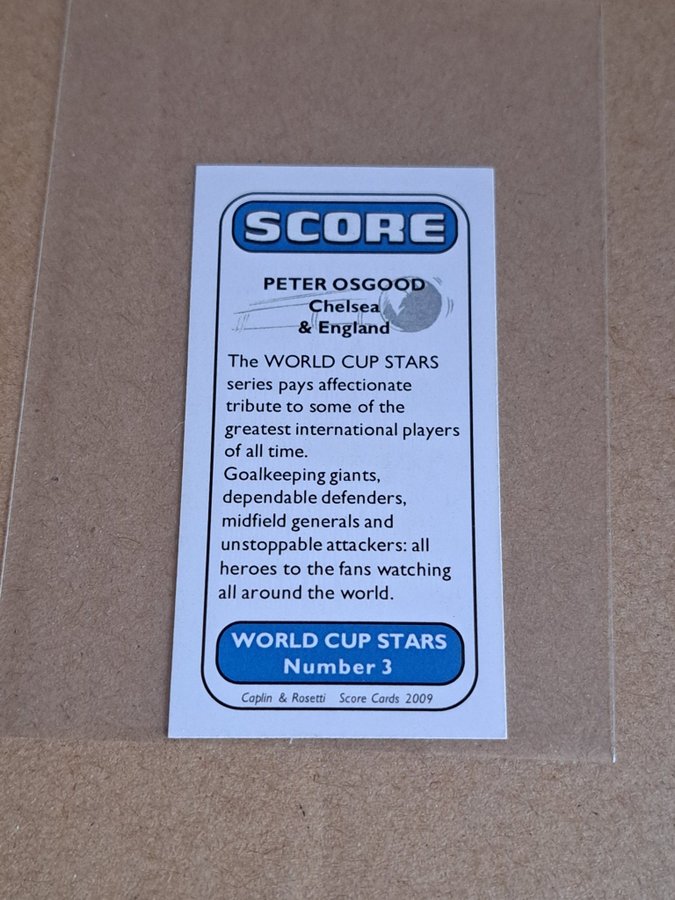 SCORE
PETER OSGOOD
Chelsea
& England
The WORLD CUP STARS
series pays affectionate
tribute to some of the
greatest international players
of all time.
Goalkeeping giants,
dependable defenders,
midfield generals and
unstoppable attackers: all
heroes to the fans watching
all around the world.
WORLD CUP STARS
Number 3
Caplin & Rosetti Score Cards 2009